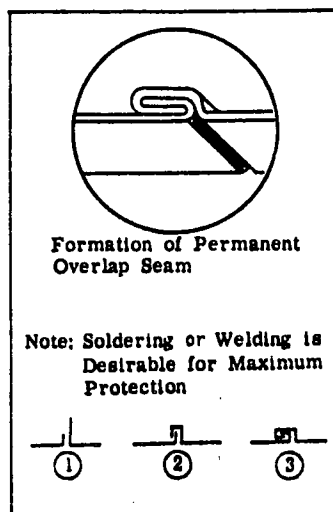 Formation of Permanent
Overlap Seam
Note: Soldering or Welding is
Desirable for Maximum
Protection
1 2 3